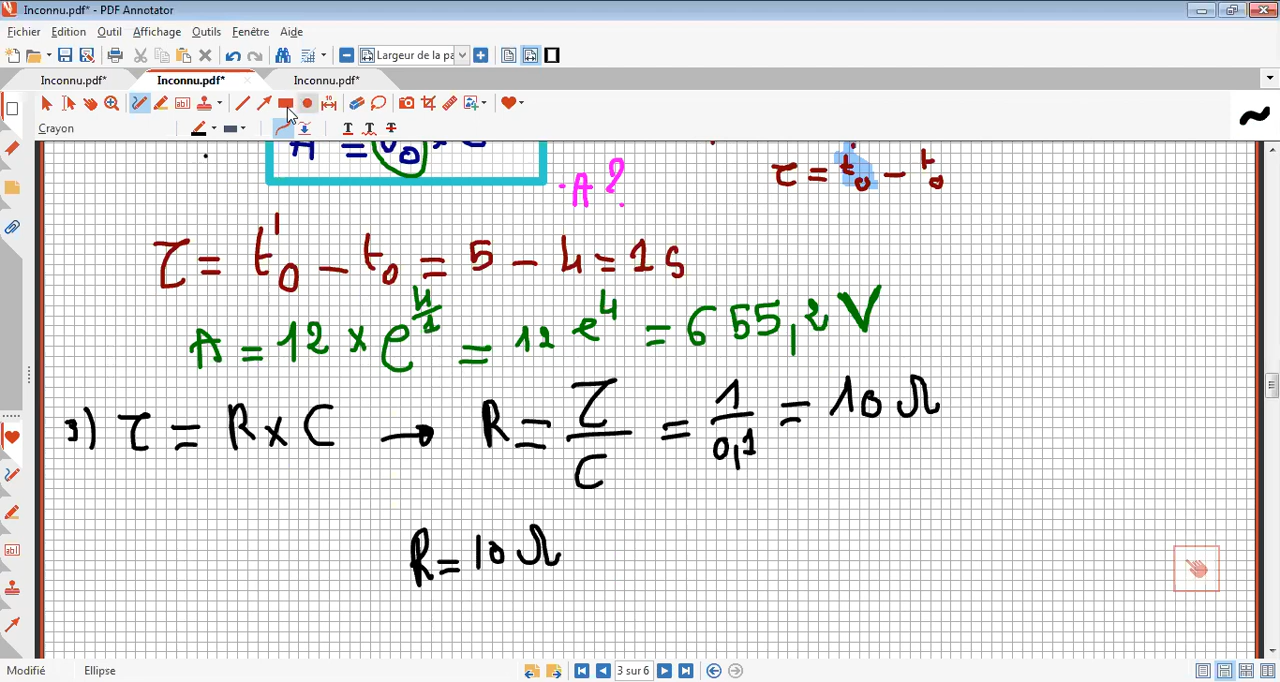 Inconnu.pdf* - PDF Annotator
Fichier Edition Outil Affichage Outils Fenêtre Aide
Largeur de la pa
Inconnu.pdf* Inconnu.pdf* Inconnu.pdf*
Crayon
A = U₀
A ?
τ = t'₀ - t₀
τ = t'₀ - t₀ = 5 - 4 = 1 s
A = 12 × e^(4/1) = 12 e^4 = 655,2 V
3) τ = R × C → R = τ/C = 1/0,1 = 10 Ω
R = 10 Ω
Modifié Ellipse 3 sur 6